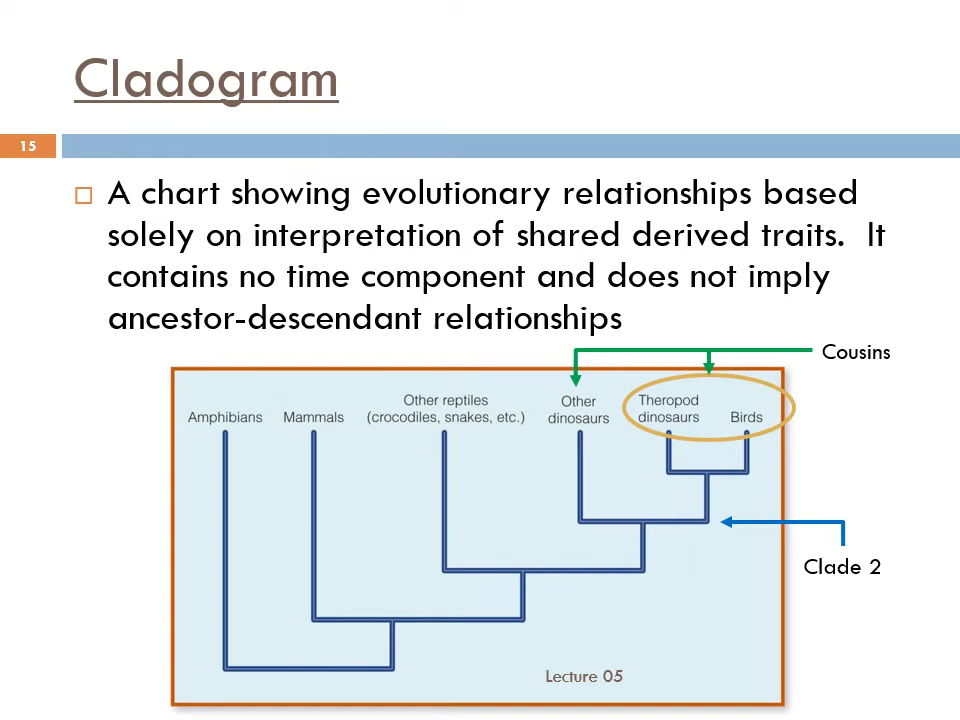 Cladogram
15
A chart showing evolutionary relationships based
solely on interpretation of shared derived traits.  It
contains no time component and does not imply
ancestor-descendant relationships
Cousins
Amphibians
Mammals
Other reptiles
(crocodiles, snakes, etc.)
Other
dinosaurs
Theropod
dinosaurs
Birds
Clade 2
Lecture 05